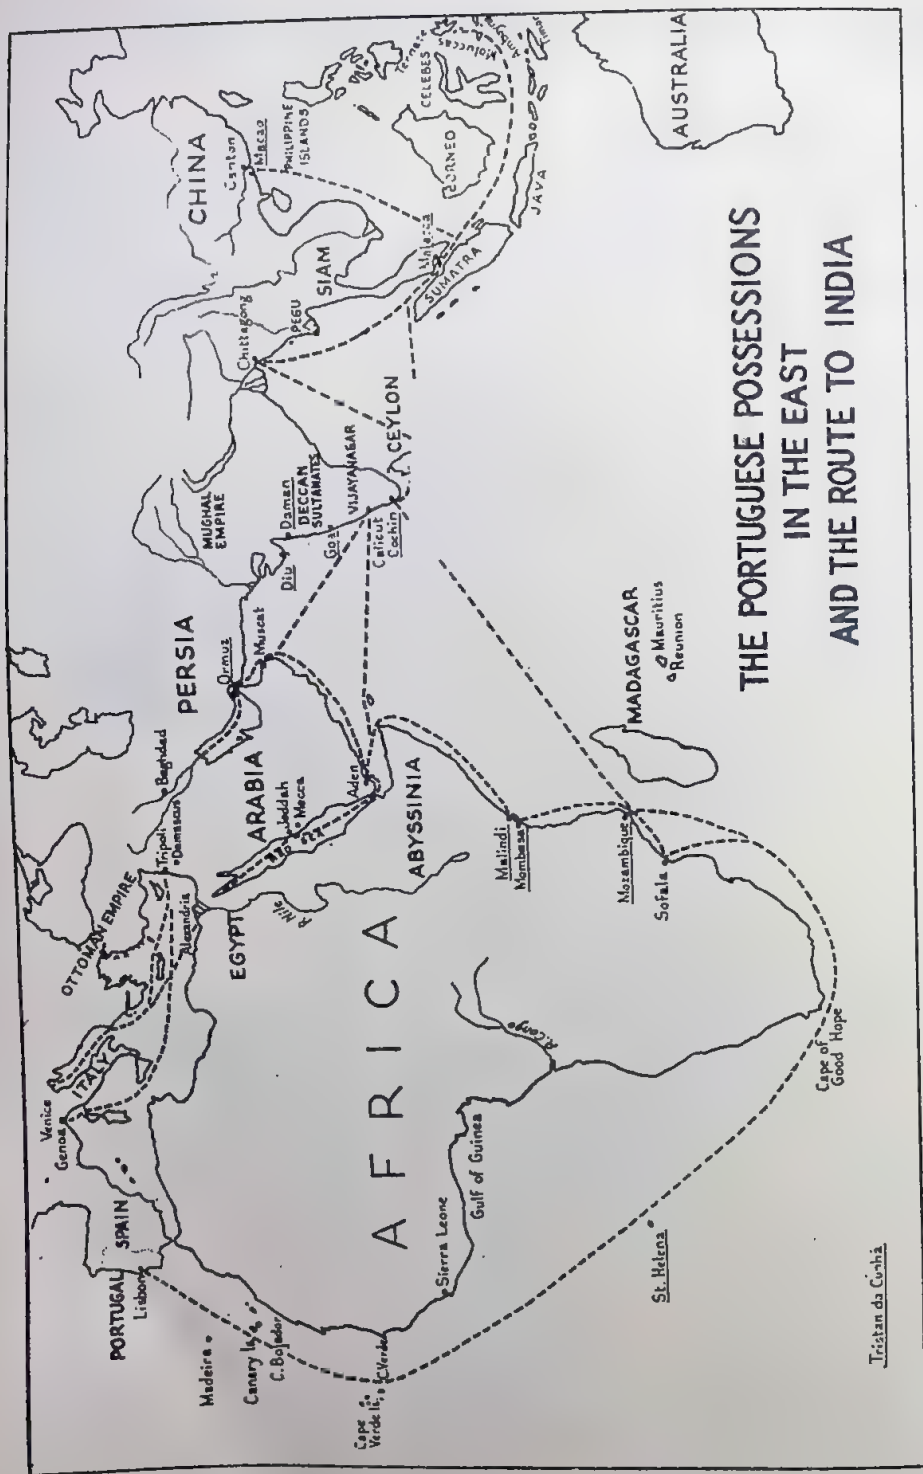 THE PORTUGUESE POSSESSIONS
IN THE EAST
AND THE ROUTE TO INDIA
PORTUGAL
SPAIN
Lisbon
Madeira
Canary Is
C. Bojador
Cape
Verde Is
C. Verde
Sierra Leone
Gulf of Guinea
R. Congo
St. Helena
Tristan da Cunha
Cape of
Good Hope
AFRICA
Venice
Genoa
ITALY
OTTOMAN EMPIRE
Tripoli
Damascus
Baghdad
Alexandria
EGYPT
R. Nile
ARABIA
Jeddah
Mecca
Aden
ABYSSINIA
Malindi
Mombasa
Mozambique
Sofala
MADAGASCAR
Mauritius
Reunion
PERSIA
Ormuz
Muscat
MUGHAL
EMPIRE
Diu
Daman
DECCAN
SULTANATES
Goa
VIJAYANAGAR
Calicut
Cochin
CEYLON
Chittagong
PEGU
SIAM
CHINA
Canton
Macao
PHILIPPINE
ISLANDS
Malacca
SUMATRA
JAVA
BORNEO
CELEBES
Ternate
Moluccas
Amboyna
Timor
AUSTRALIA